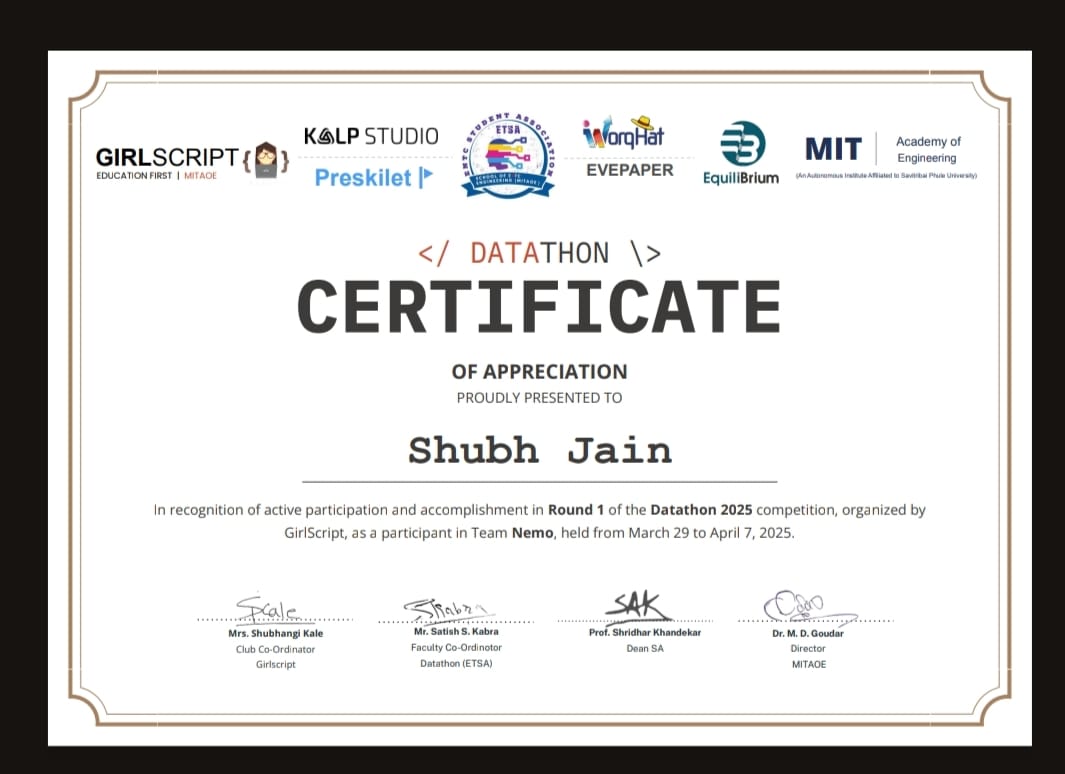 GIRLSCRIPT
EDUCATION FIRST | MITAOE
KALP STUDIO
Preskilet
ENTC STUDENT ASSOCIATION
ETSA
SCHOOL OF E.TC
ENGINEERING (MITAOE)
WorqHat
EVEPAPER
EquiliBrium
MIT
Academy of
Engineering
(An Autonomous Institute Affiliated to Savitribai Phule University)
</ DATATHON \>
CERTIFICATE
OF APPRECIATION
PROUDLY PRESENTED TO
Shubh Jain
In recognition of active participation and accomplishment in Round 1 of the Datathon 2025 competition, organized by
GirlScript, as a participant in Team Nemo, held from March 29 to April 7, 2025.
SKale
SKabra
SAK
Mrs. Shubhangi Kale
Club Co-Ordinator
Girlscript
Mr. Satish S. Kabra
Faculty Co-Ordinotor
Datathon (ETSA)
Prof. Shridhar Khandekar
Dean SA
Dr. M. D. Goudar
Director
MITAOE